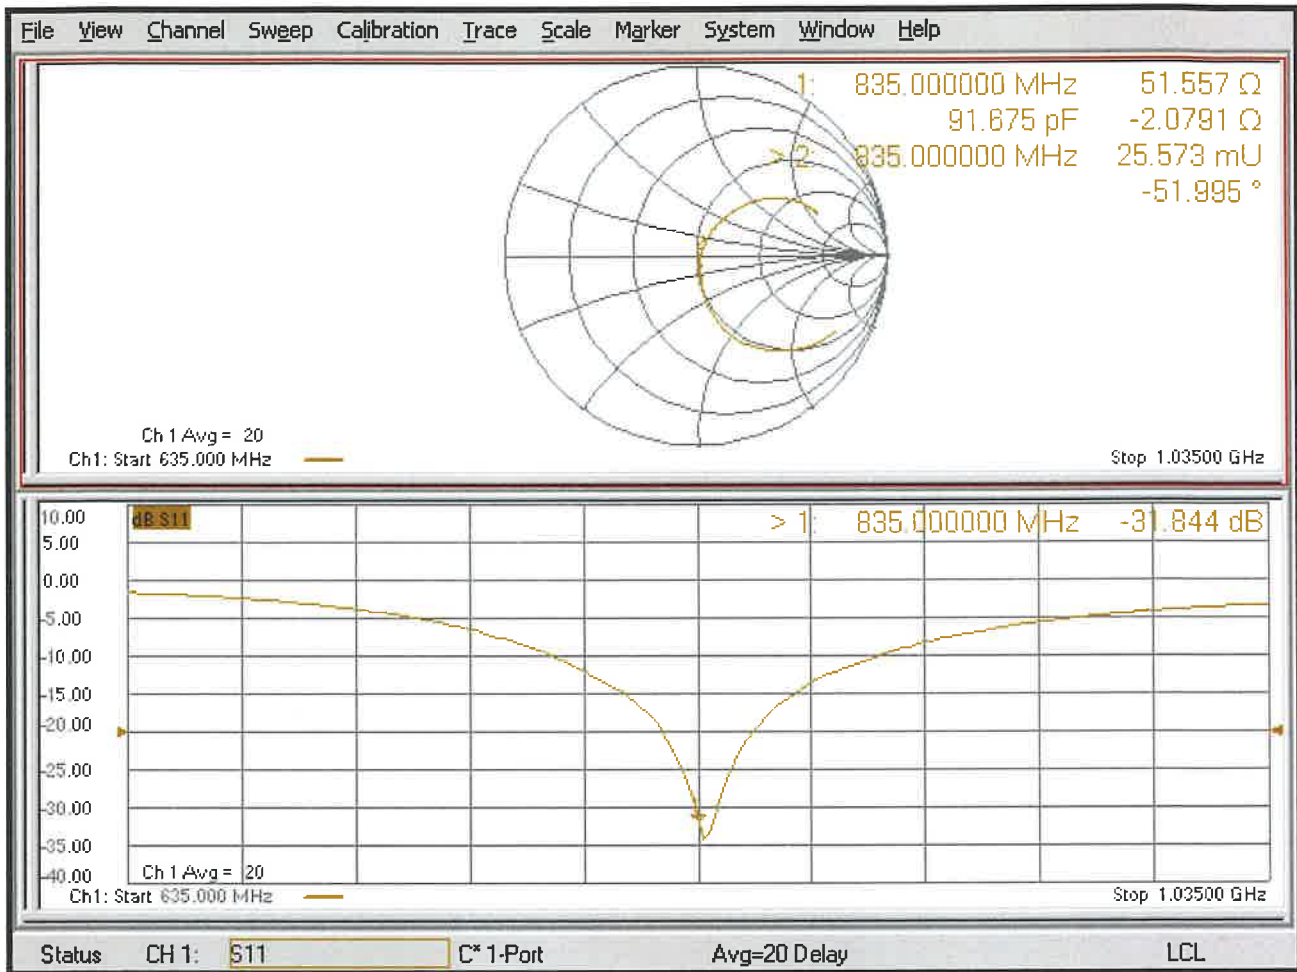 File View Channel Sweep Calibration Trace Scale Marker System Window Help
1: 835.000000 MHz 51.557 Ω
91.675 pF -2.0791 Ω
> 2: 835.000000 MHz 25.573 mU
-51.995 °
Ch 1 Avg = 20
Ch1: Start 635.000 MHz
Stop 1.03500 GHz
10.00
dB S11
> 1: 835.000000 MHz -31.844 dB
5.00
0.00
-5.00
-10.00
-15.00
-20.00
-25.00
-30.00
-35.00
-40.00
Ch 1 Avg = 20
Ch1: Start 635.000 MHz
Stop 1.03500 GHz
Status CH 1: S11 C* 1-Port Avg=20 Delay LCL